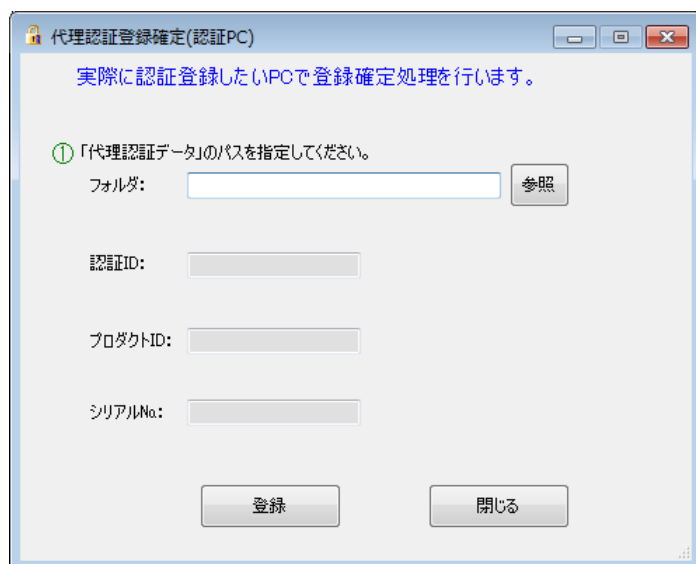 代理認証登録確定(認証PC)
実際に認証登録したいPCで登録確定処理を行います。
①「代理認証データ」のパスを指定してください。
フォルダ: 参照
認証ID:
プロダクトID:
シリアルNo:
登録 閉じる